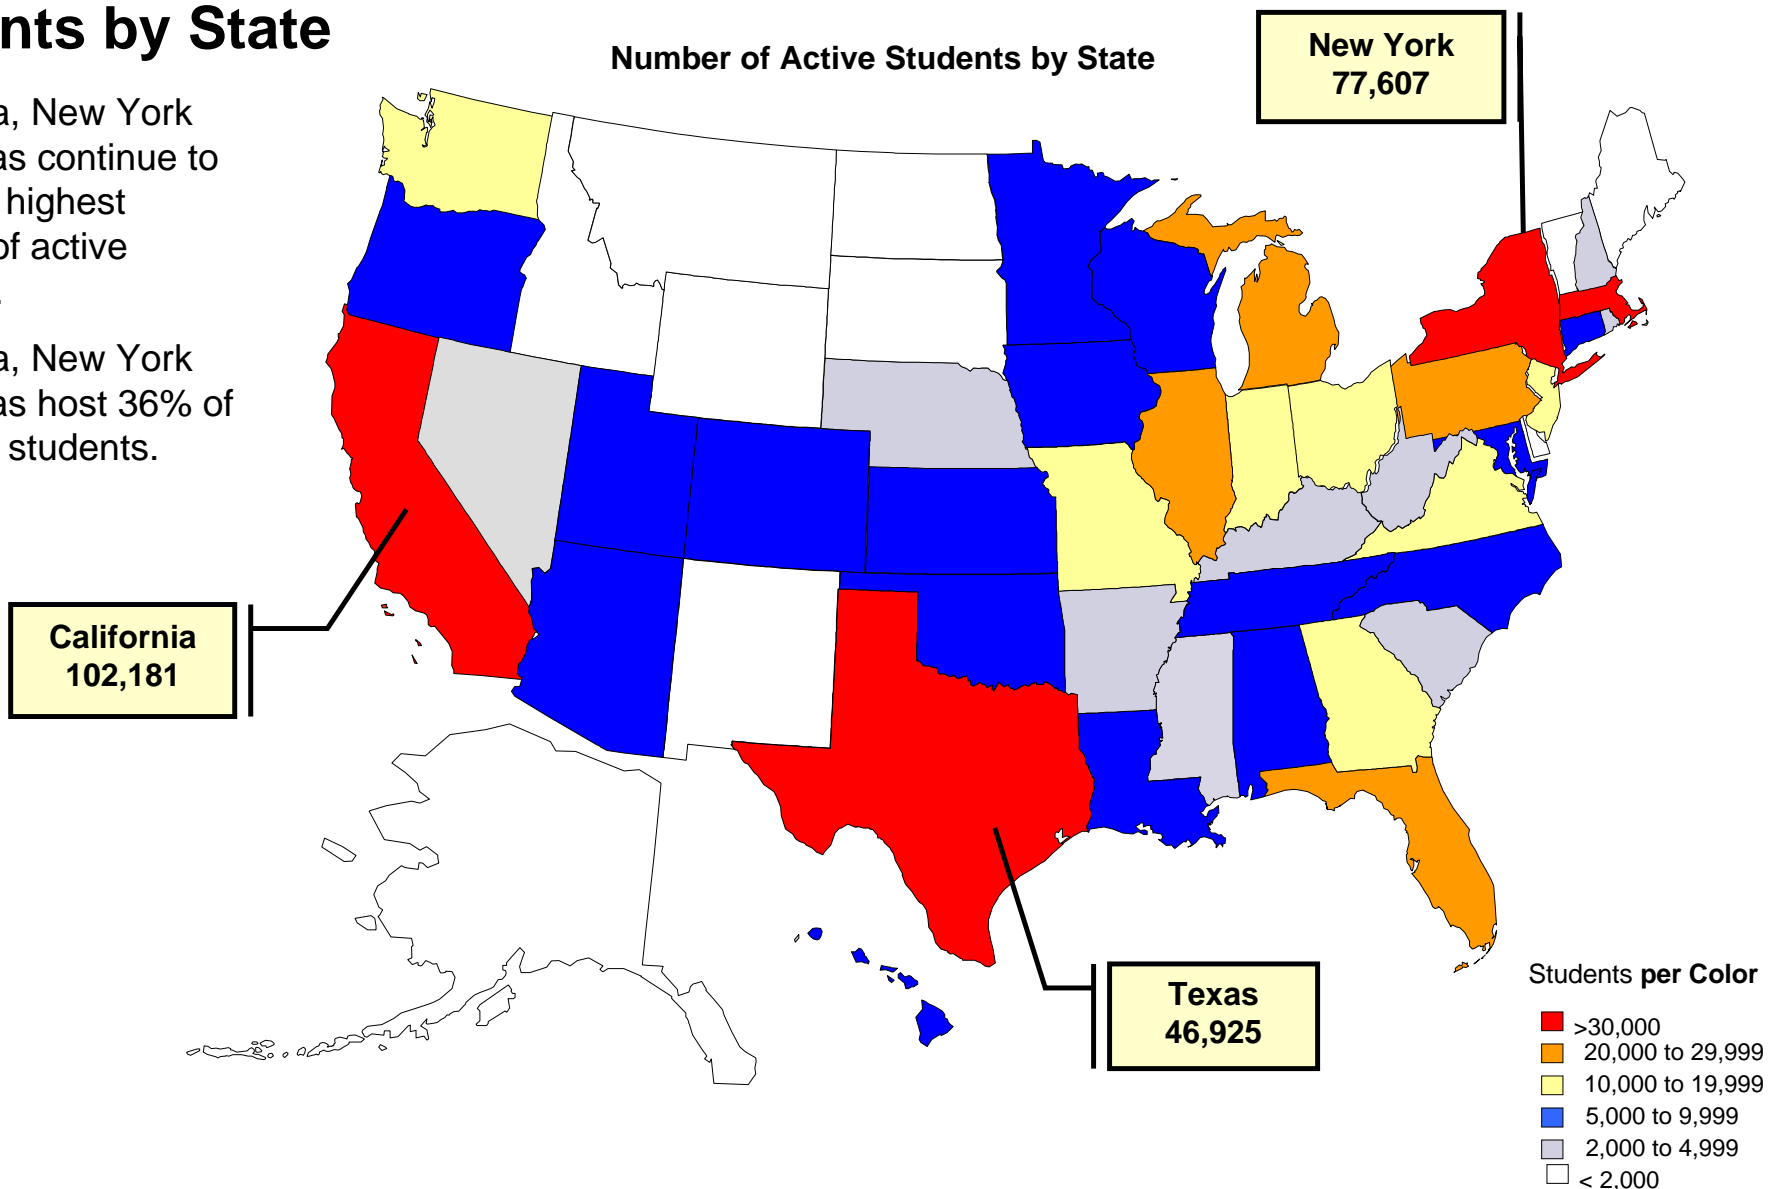 nts by State
a, New York
as continue to
highest
of active
.
a, New York
as host 36% of
students.
Number of Active Students by State
New York
77,607
California
102,181
Texas
46,925
Students per Color
>30,000
20,000 to 29,999
10,000 to 19,999
5,000 to 9,999
2,000 to 4,999
< 2,000